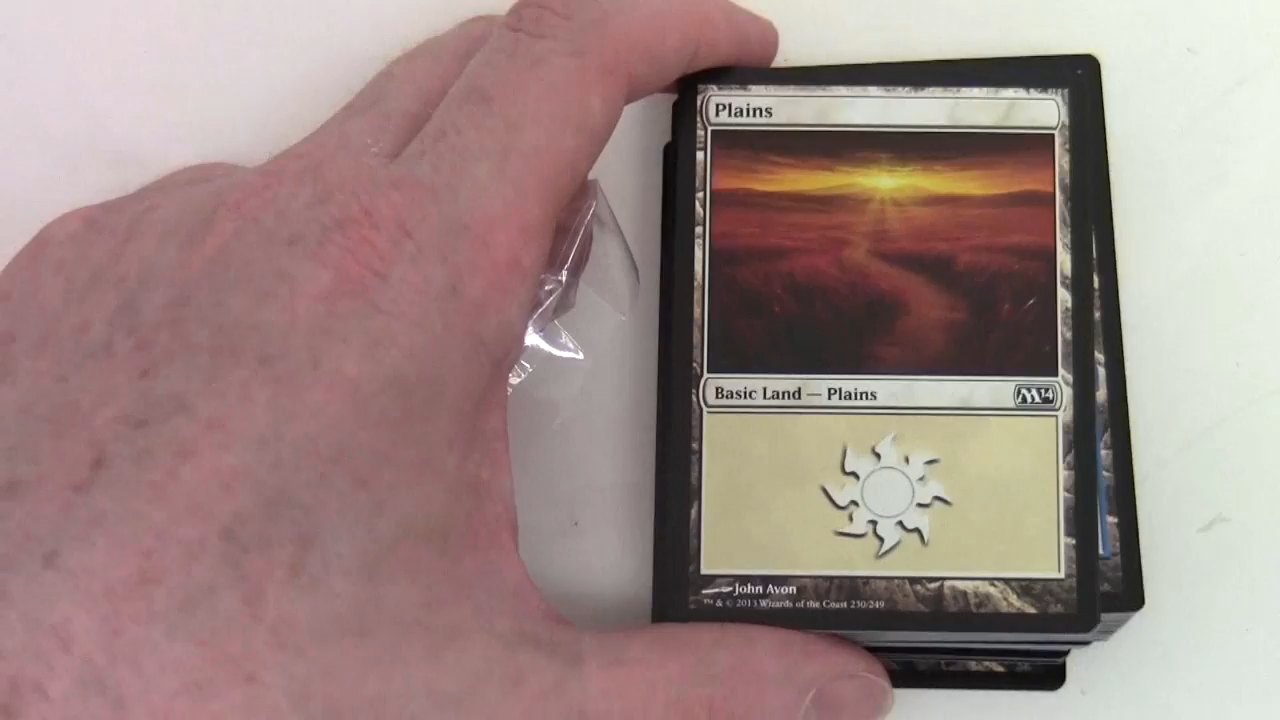 Plains
Basic Land — Plains
M14
John Avon
™ & © 2013 Wizards of the Coast 230/249